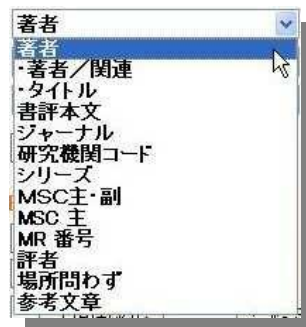 著者
著者
・著者／関連
・タイトル
書評本文
ジャーナル
研究機関コード
シリーズ
MSC主・副
MSC 主
MR 番号
評者
場所問わず
参考文章